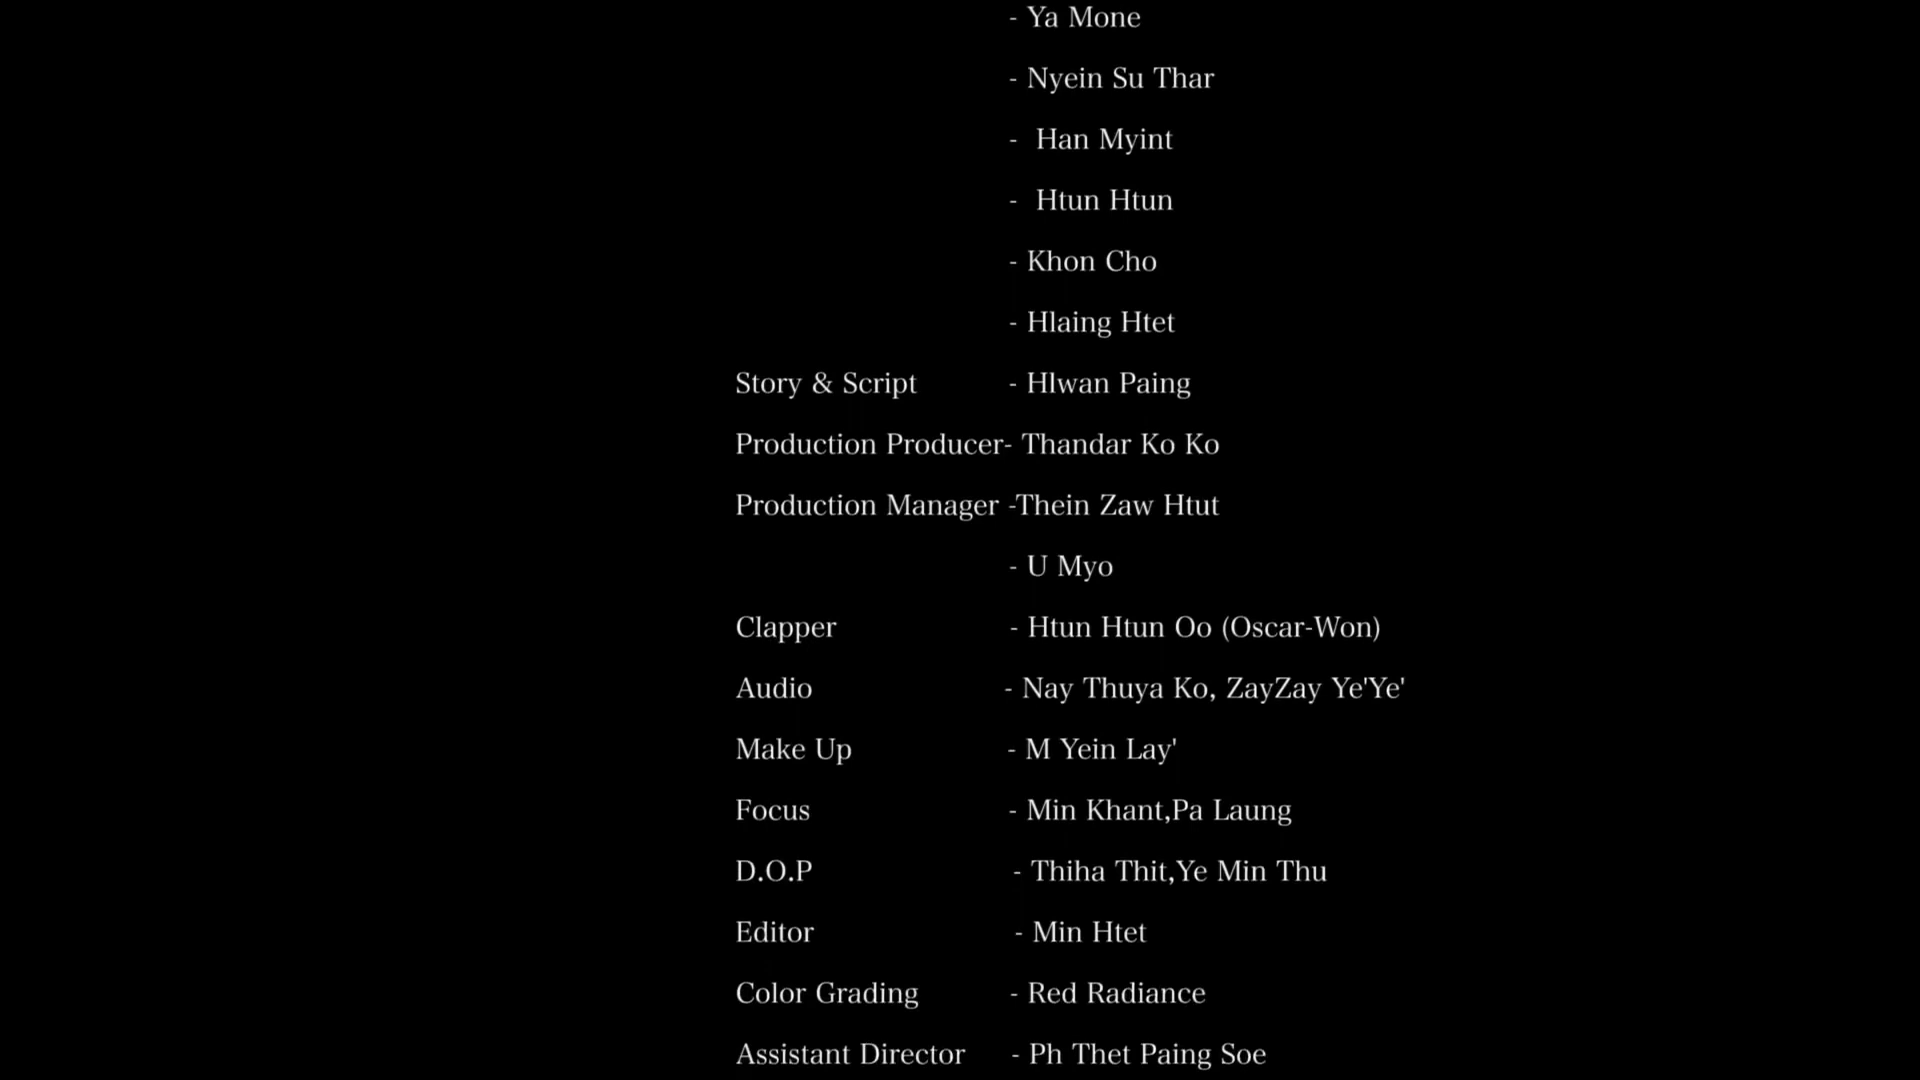 - Ya Mone
- Nyein Su Thar
- Han Myint
- Htun Htun
- Khon Cho
- Hlaing Htet
Story & Script - Hlwan Paing
Production Producer- Thandar Ko Ko
Production Manager -Thein Zaw Htut
- U Myo
Clapper - Htun Htun Oo (Oscar-Won)
Audio - Nay Thuya Ko, ZayZay Ye'Ye'
Make Up - M Yein Lay'
Focus - Min Khant,Pa Laung
D.O.P - Thiha Thit,Ye Min Thu
Editor - Min Htet
Color Grading - Red Radiance
Assistant Director - Ph Thet Paing Soe